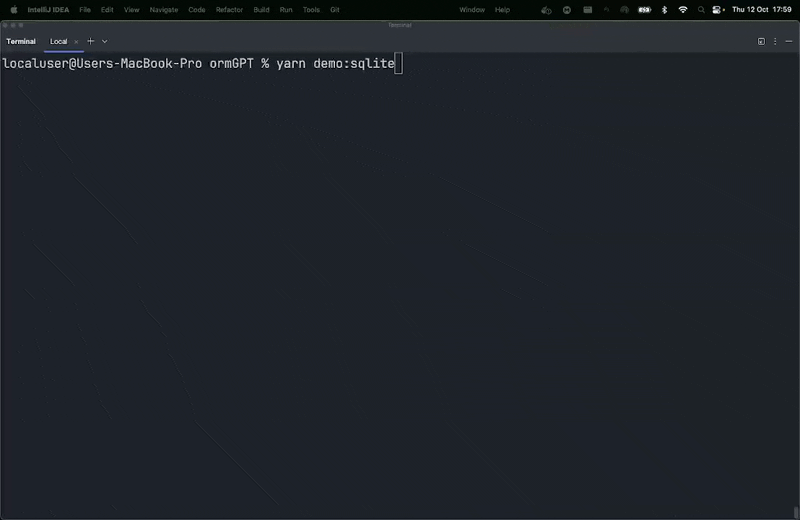 IntelliJ IDEA File Edit View Navigate Code Refactor Build Run Tools Git Window Help Thu 12 Oct 17:59
Terminal
Terminal Local × +
localuser@Users-MacBook-Pro ormGPT % yarn demo:sqlite